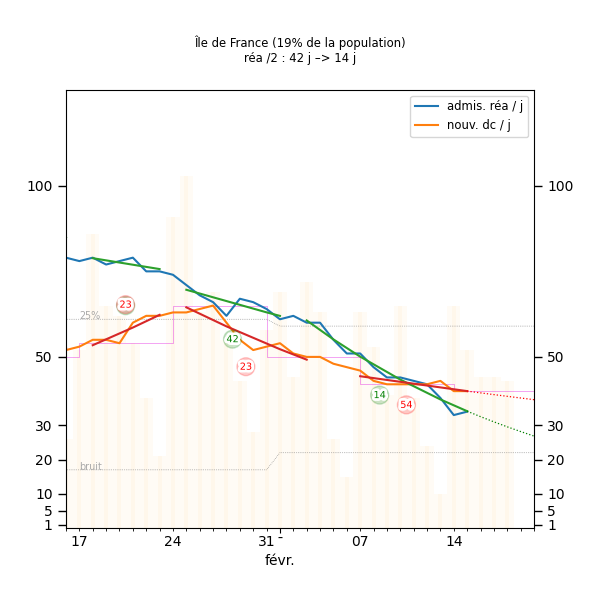 Île de France (19% de la population)
réa /2 : 42 j −> 14 j
admis. réa / j
nouv. dc / j
100 100
23
25%
42
50 50
23
14
54
30 30
bruit
20 20
10 10
5 5
1 1
17 24 31 - 07 14
févr.